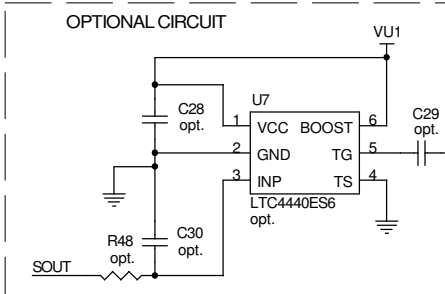 OPTIONAL CIRCUIT
VU1
U7
C28
opt.
1
VCC
BOOST
6
C29
opt.
2
GND
TG
5
3
INP
TS
4
LTC4440ES6
opt.
R48
opt.
C30
opt.
SOUT